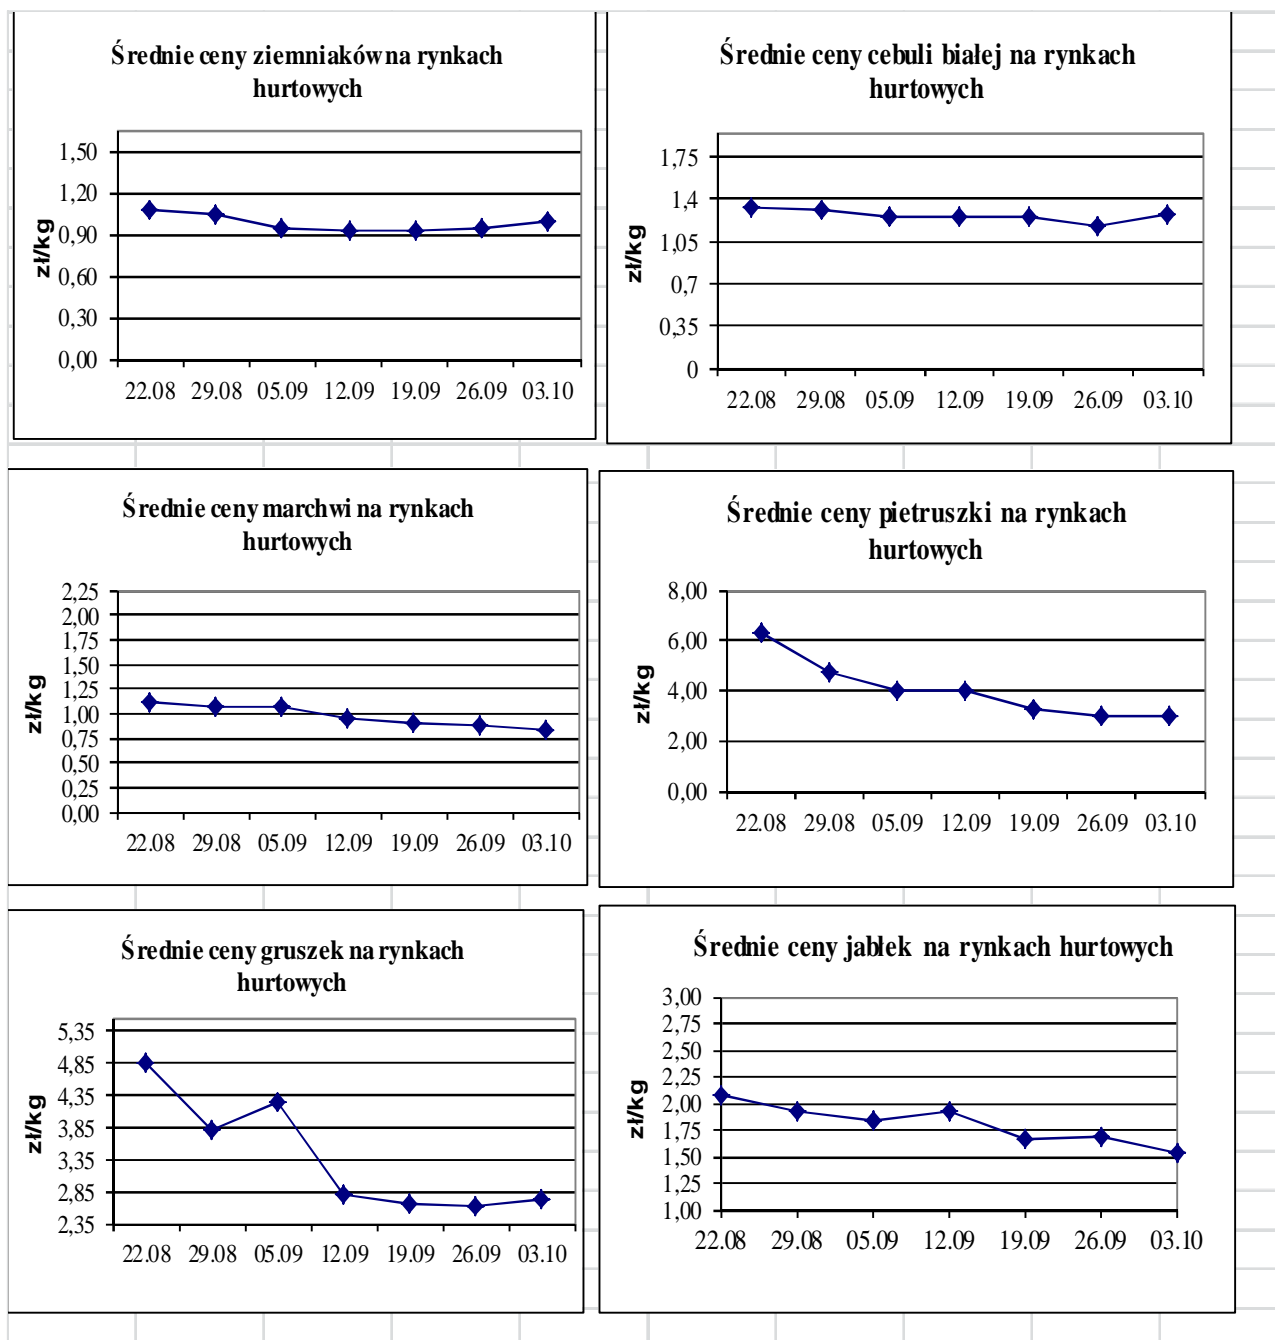 Średnie ceny ziemniaków na rynkach
hurtowych
zł/kg
1,50
1,20
0,90
0,60
0,30
0,00
22.08 29.08 05.09 12.09 19.09 26.09 03.10
Średnie ceny cebuli białej na rynkach
hurtowych
zł/kg
1,75
1,4
1,05
0,7
0,35
0
22.08 29.08 05.09 12.09 19.09 26.09 03.10
Średnie ceny marchwi na rynkach
hurtowych
zł/kg
2,25
2,00
1,75
1,50
1,25
1,00
0,75
0,50
0,25
0,00
22.08 29.08 05.09 12.09 19.09 26.09 03.10
Średnie ceny pietruszki na rynkach
hurtowych
zł/kg
8,00
6,00
4,00
2,00
0,00
22.08 29.08 05.09 12.09 19.09 26.09 03.10
Średnie ceny gruszek na rynkach
hurtowych
zł/kg
5,35
4,85
4,35
3,85
3,35
2,85
2,35
22.08 29.08 05.09 12.09 19.09 26.09 03.10
Średnie ceny jabłek na rynkach hurtowych
zł/kg
3,00
2,75
2,50
2,25
2,00
1,75
1,50
1,25
1,00
22.08 29.08 05.09 12.09 19.09 26.09 03.10